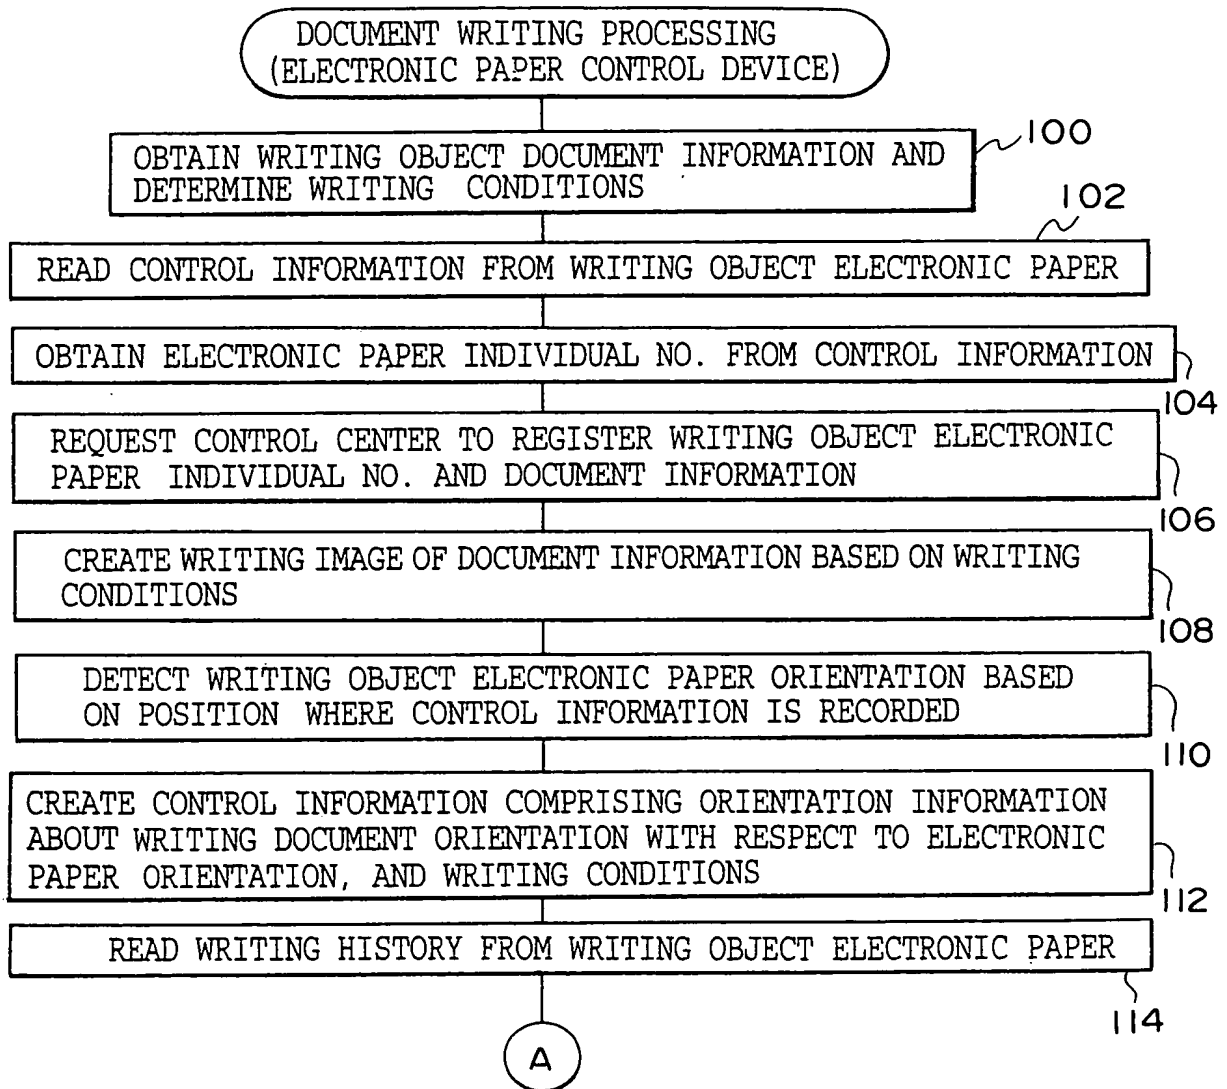 DOCUMENT WRITING PROCESSING
(ELECTRONIC PAPER CONTROL DEVICE)
100
OBTAIN WRITING OBJECT DOCUMENT INFORMATION AND
DETERMINE WRITING CONDITIONS
102
READ CONTROL INFORMATION FROM WRITING OBJECT ELECTRONIC PAPER
OBTAIN ELECTRONIC PAPER INDIVIDUAL NO. FROM CONTROL INFORMATION
104
REQUEST CONTROL CENTER TO REGISTER WRITING OBJECT ELECTRONIC
PAPER INDIVIDUAL NO. AND DOCUMENT INFORMATION
106
CREATE WRITING IMAGE OF DOCUMENT INFORMATION BASED ON WRITING
CONDITIONS
108
DETECT WRITING OBJECT ELECTRONIC PAPER ORIENTATION BASED
ON POSITION WHERE CONTROL INFORMATION IS RECORDED
110
CREATE CONTROL INFORMATION COMPRISING ORIENTATION INFORMATION
ABOUT WRITING DOCUMENT ORIENTATION WITH RESPECT TO ELECTRONIC
PAPER ORIENTATION, AND WRITING CONDITIONS
112
READ WRITING HISTORY FROM WRITING OBJECT ELECTRONIC PAPER
114
A